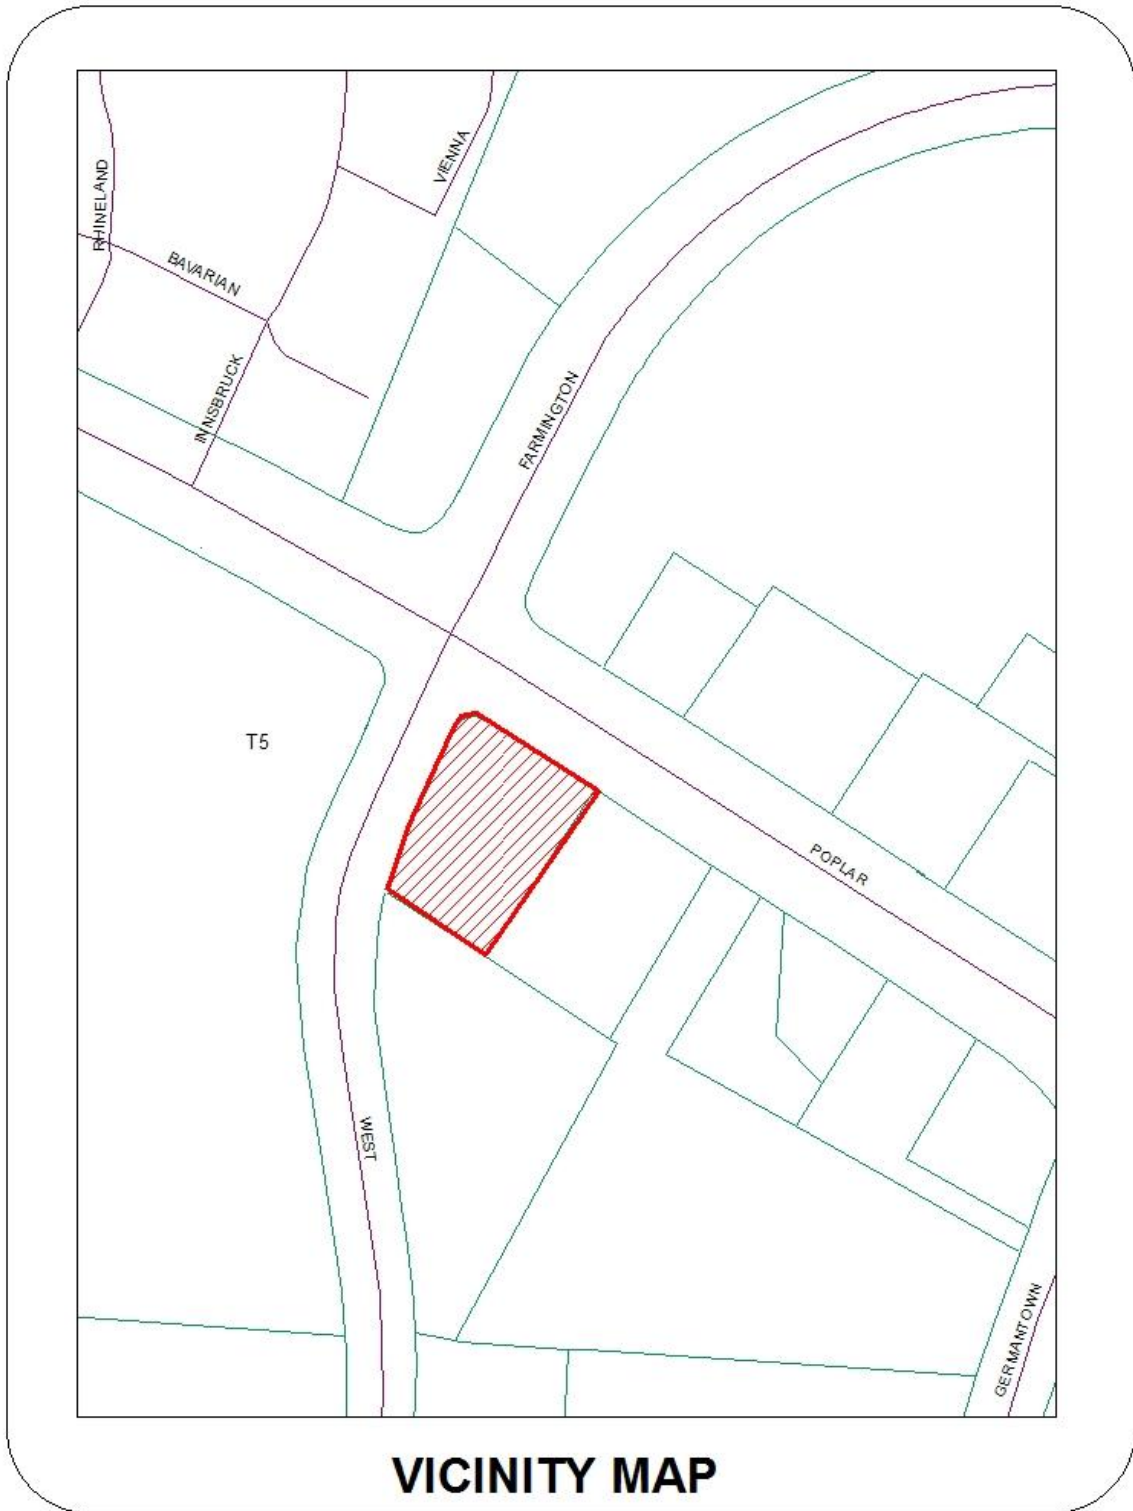 RHINELAND
VIENNA
BAVARIAN
INNSBRUCK
FARMINGTON
T5
POPLAR
WEST
GERMANTOWN
VICINITY MAP